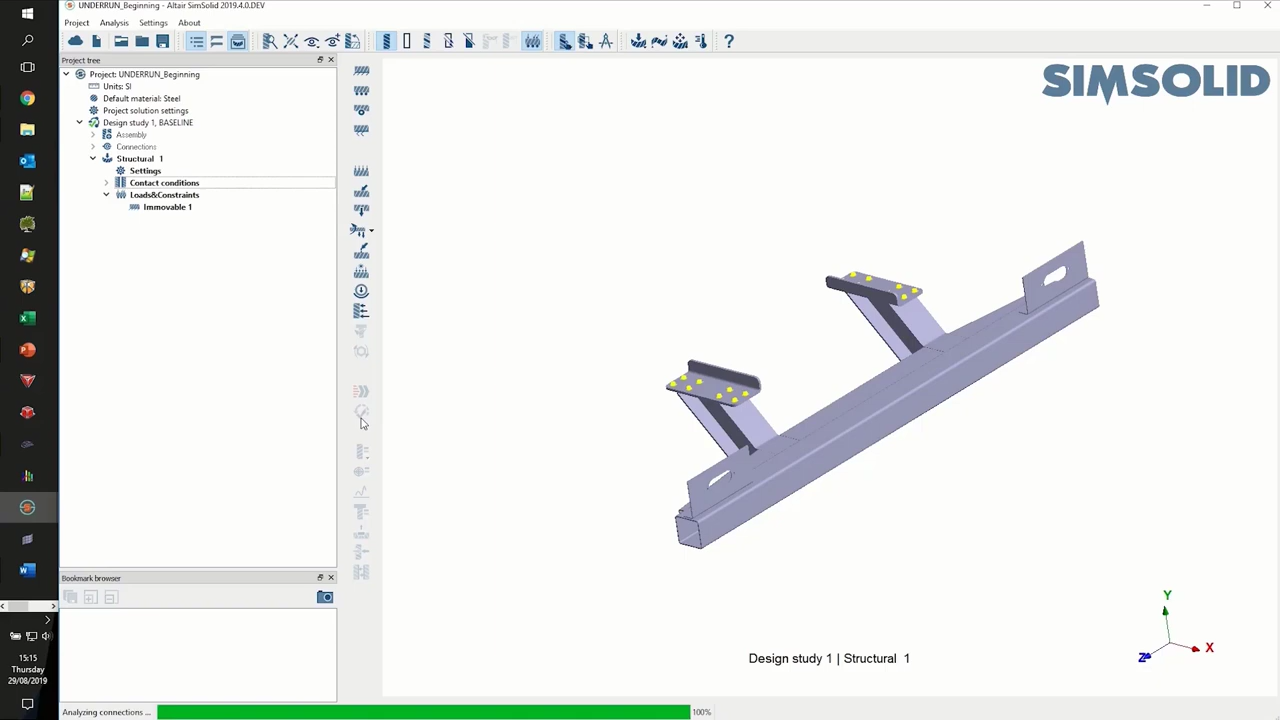 UNDERRUN_Beginning - Altair SimSolid 2019.4.0.DEV
Project Analysis Settings About
Project tree
Project: UNDERRUN_Beginning
Units: SI
Default material: Steel
Project solution settings
Design study 1, BASELINE
Assembly
Connections
Structural 1
Settings
Contact conditions
Loads&Constraints
Immovable 1
SIMSOLID
Y
X
Z
Design study 1 | Structural 1
Bookmark browser
15:15
Thursday
29/08/2019
Analyzing connections ... 100%